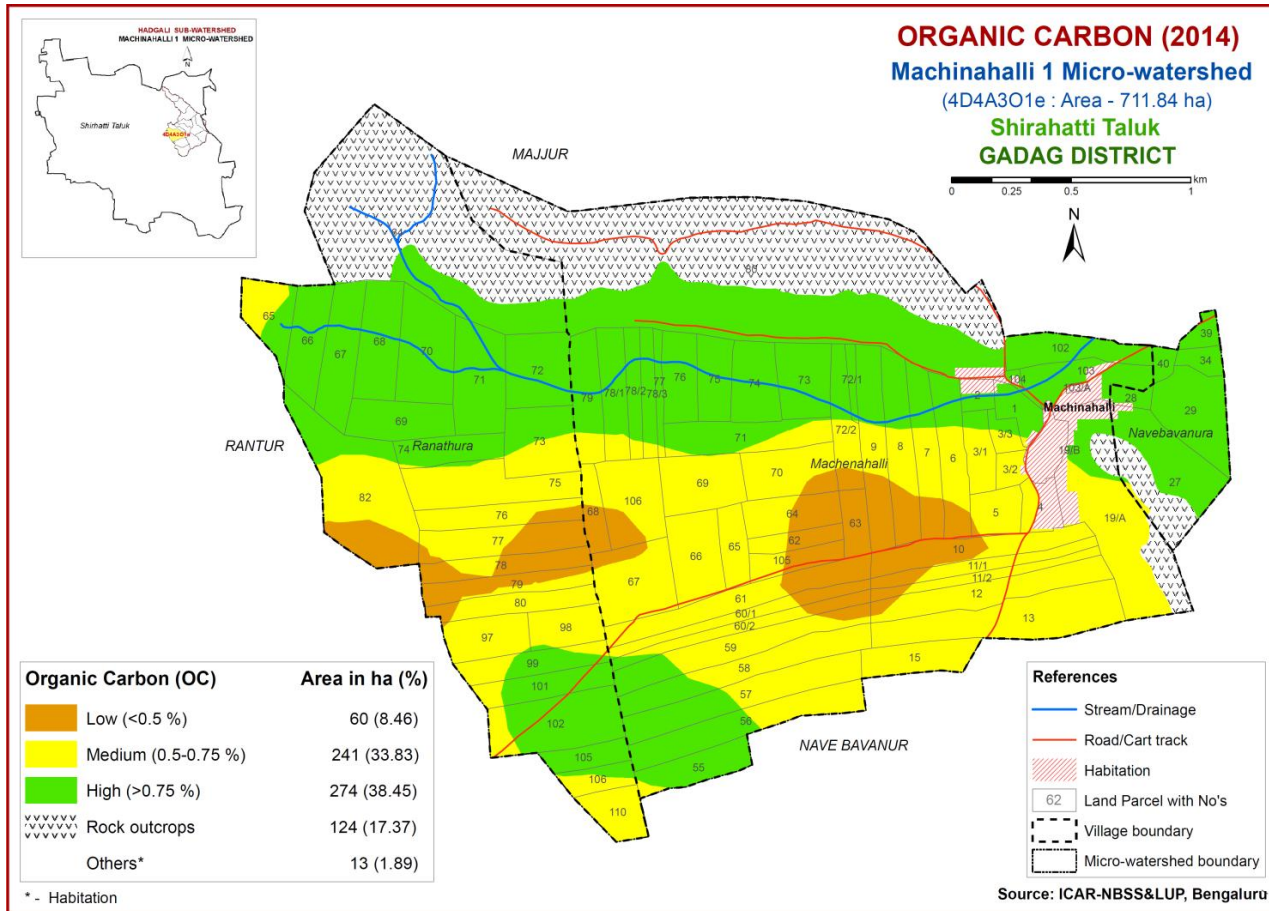 HADGALI SUB-WATERSHED
MACHINAHALLI 1 MICRO-WATERSHED
N
Shirhatti Taluk
4D4A3O1e
ORGANIC CARBON (2014)
Machinahalli 1 Micro-watershed
(4D4A3O1e : Area - 711.84 ha)
Shirahatti Taluk
GADAG DISTRICT
km
0 0.25 0.5 1
N
MAJJUR
84
88
65 66 67 68 70 71 72
79 78/1 78/2 77 78/3 76 75 74 73 72/1
2 104 1 102 103 103/A 40 39 34
28 29
Machinahalli
Navebavanura
69
74 Ranathura 73
71 72/2 9 8 7 6 3/1 3/3 3/2 19/B 27
RANTUR
Machenahalli
82 75 76 106 68 69 70
77 78 79 80
66 65 64 62 105 63 10 5 4 19/A
67 61 60/1 60/2
11/1
11/2
12
13
97 98 59 58 15
99 101 57
102 56
105 55
106
110
NAVE BAVANUR
Organic Carbon (OC) Area in ha (%)
Low (<0.5 %) 60 (8.46)
Medium (0.5-0.75 %) 241 (33.83)
High (>0.75 %) 274 (38.45)
Rock outcrops 124 (17.37)
Others* 13 (1.89)
* - Habitation
References
Stream/Drainage
Road/Cart track
Habitation
62 Land Parcel with No's
Village boundary
Micro-watershed boundary
Source: ICAR-NBSS&LUP, Bengaluru